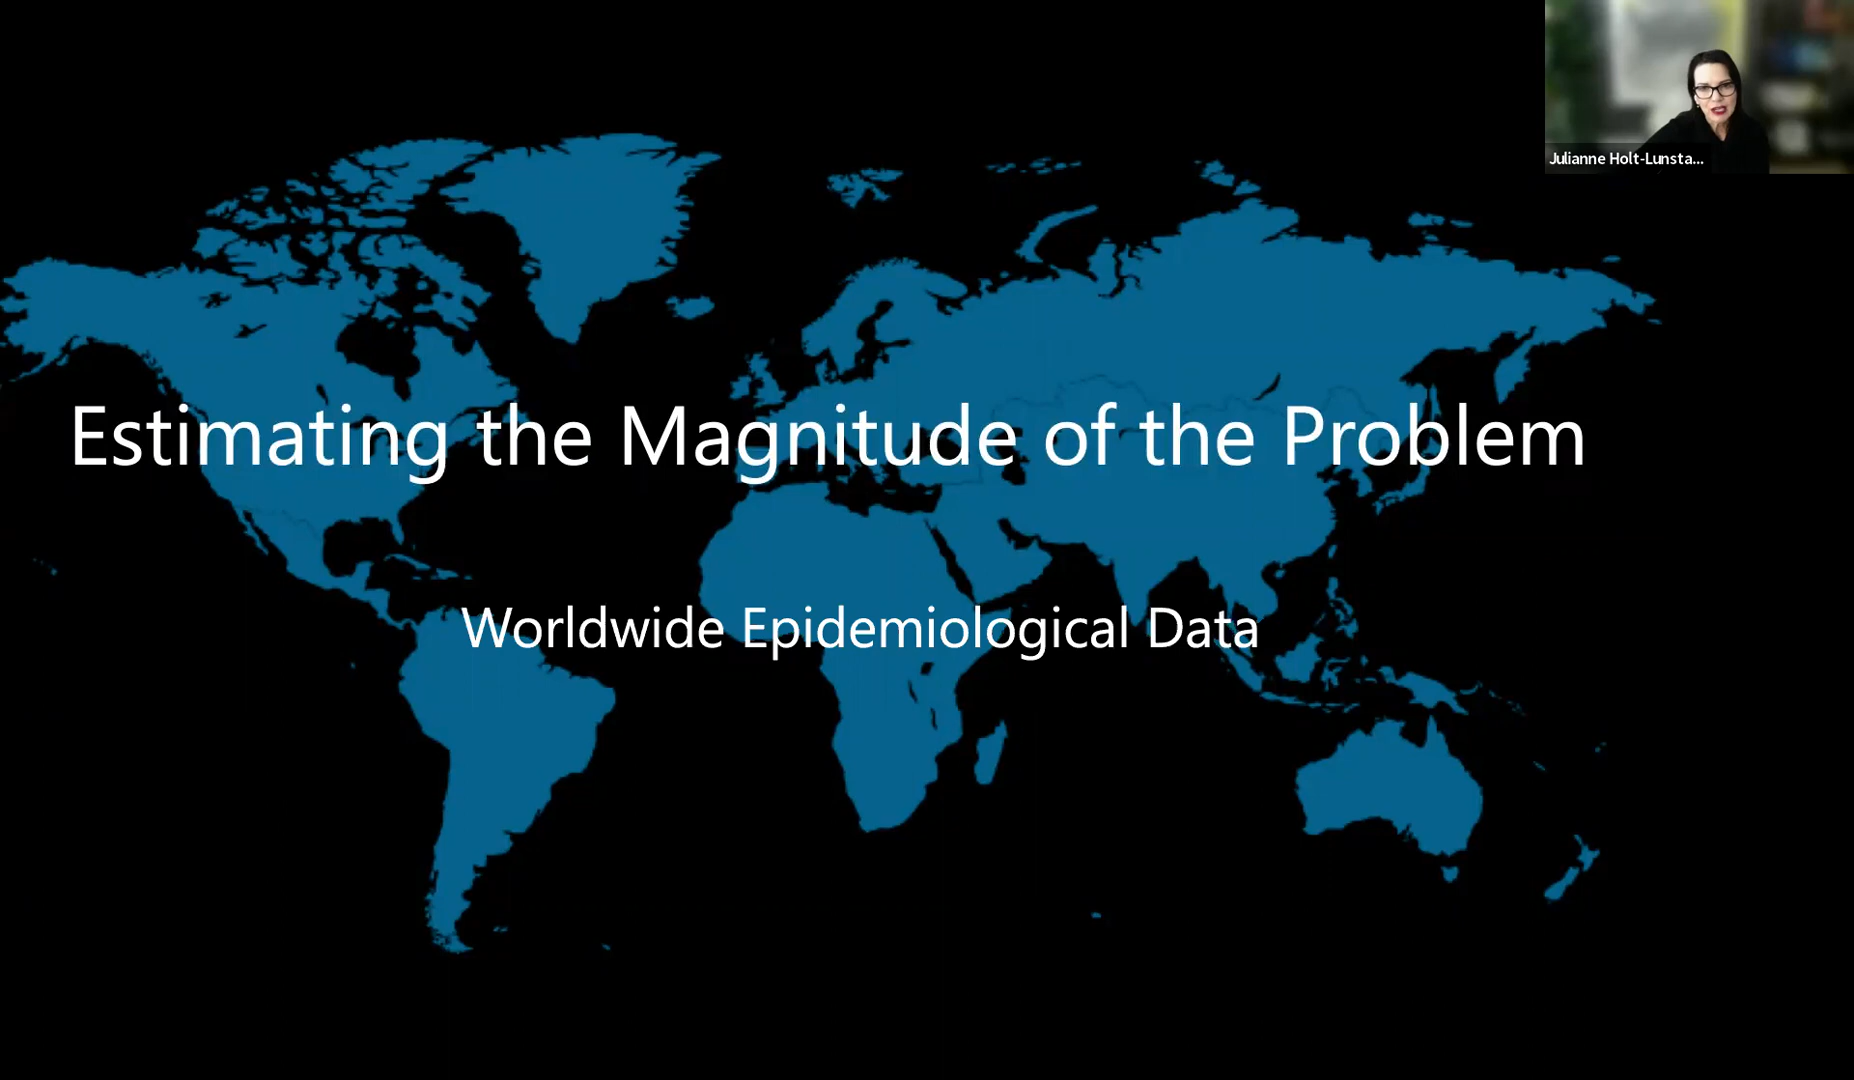 Julianne Holt-Lunsta...
Estimating the Magnitude of the Problem
Worldwide Epidemiological Data